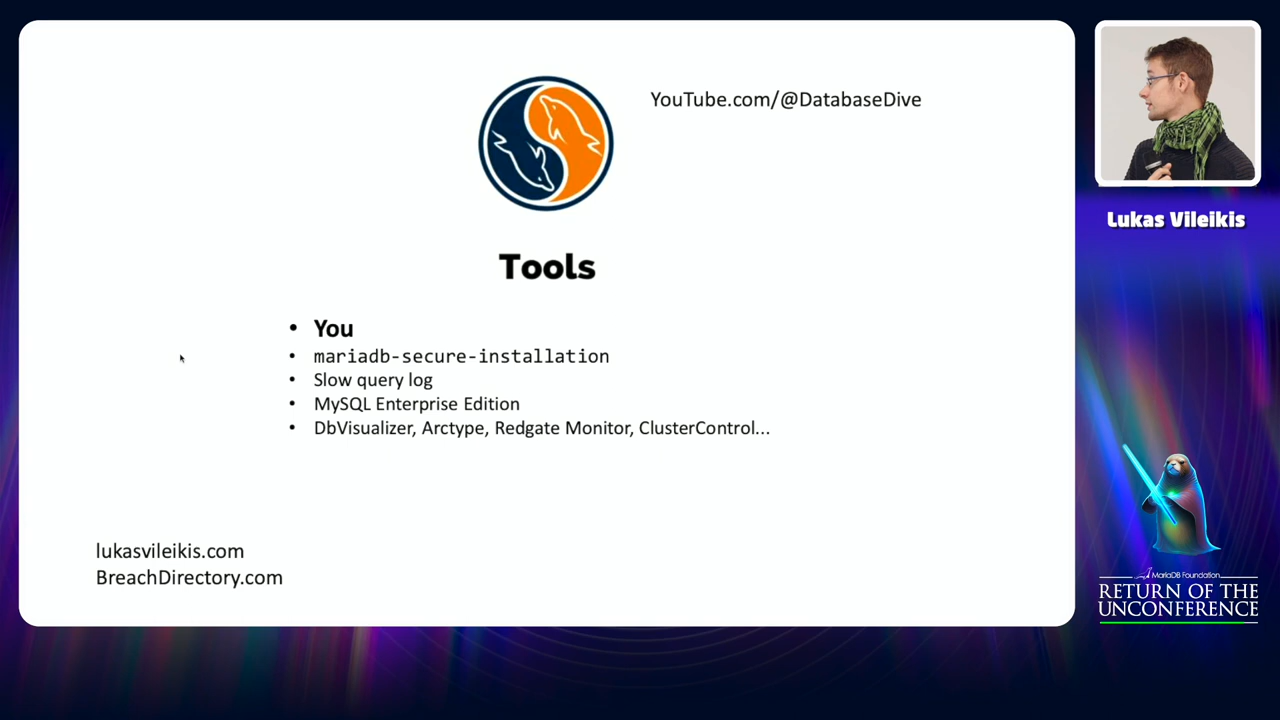 YouTube.com/@DatabaseDive
Tools
• You
• mariadb-secure-installation
• Slow query log
• MySQL Enterprise Edition
• DbVisualizer, Arctype, Redgate Monitor, ClusterControl...
lukasvileikis.com
BreachDirectory.com
Lukas Vileikis
MariaDB Foundation
RETURN OF THE
UNCONFERENCE